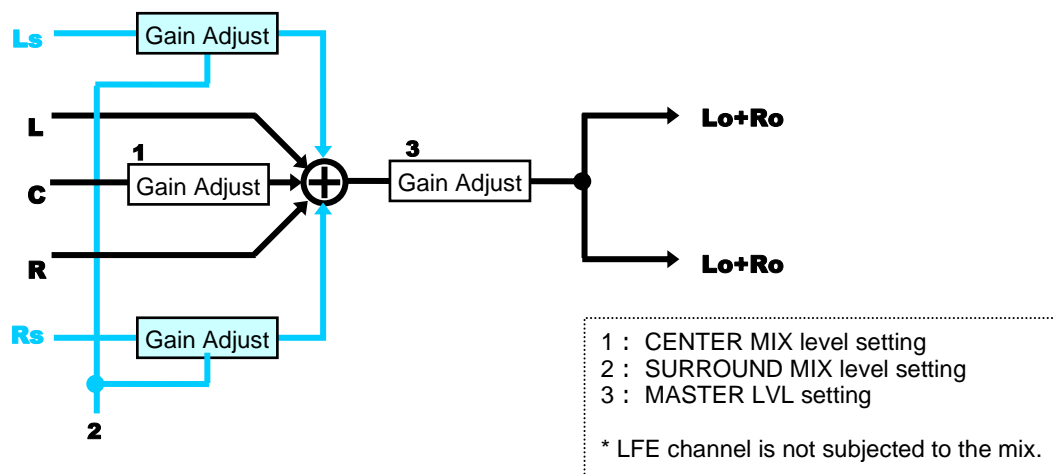 Ls
Gain Adjust
L
1
3
Lo+Ro
C
Gain Adjust
Gain Adjust
R
Lo+Ro
Rs
Gain Adjust
2
1 : CENTER MIX level setting
2 : SURROUND MIX level setting
3 : MASTER LVL setting
* LFE channel is not subjected to the mix.